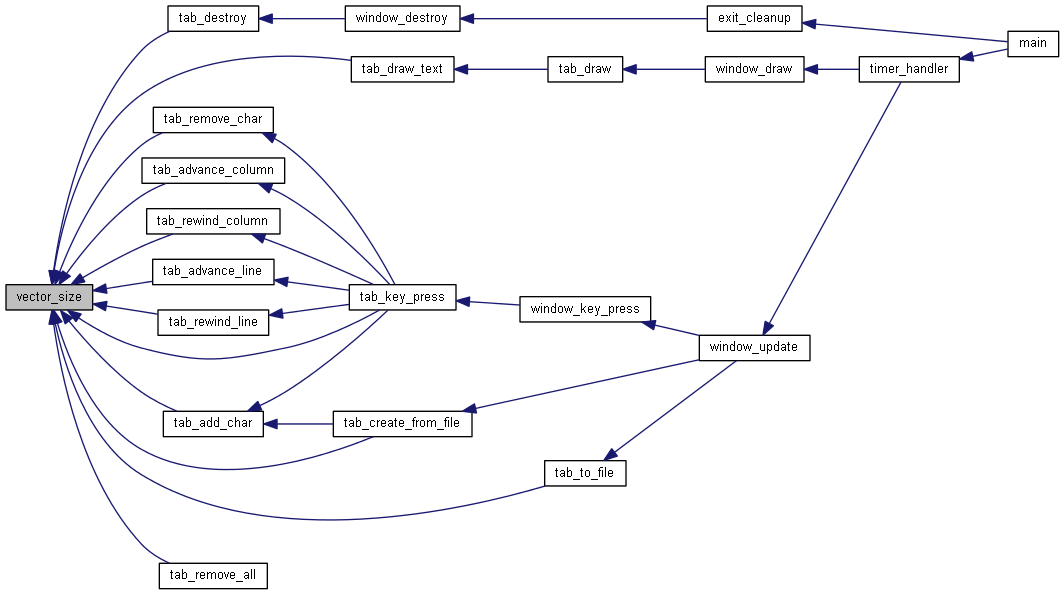 tab_destroy
window_destroy
exit_cleanup
main
tab_draw_text
tab_draw
window_draw
timer_handler
tab_remove_char
tab_advance_column
tab_rewind_column
tab_advance_line
vector_size
tab_key_press
window_key_press
tab_rewind_line
window_update
tab_add_char
tab_create_from_file
tab_to_file
tab_remove_all